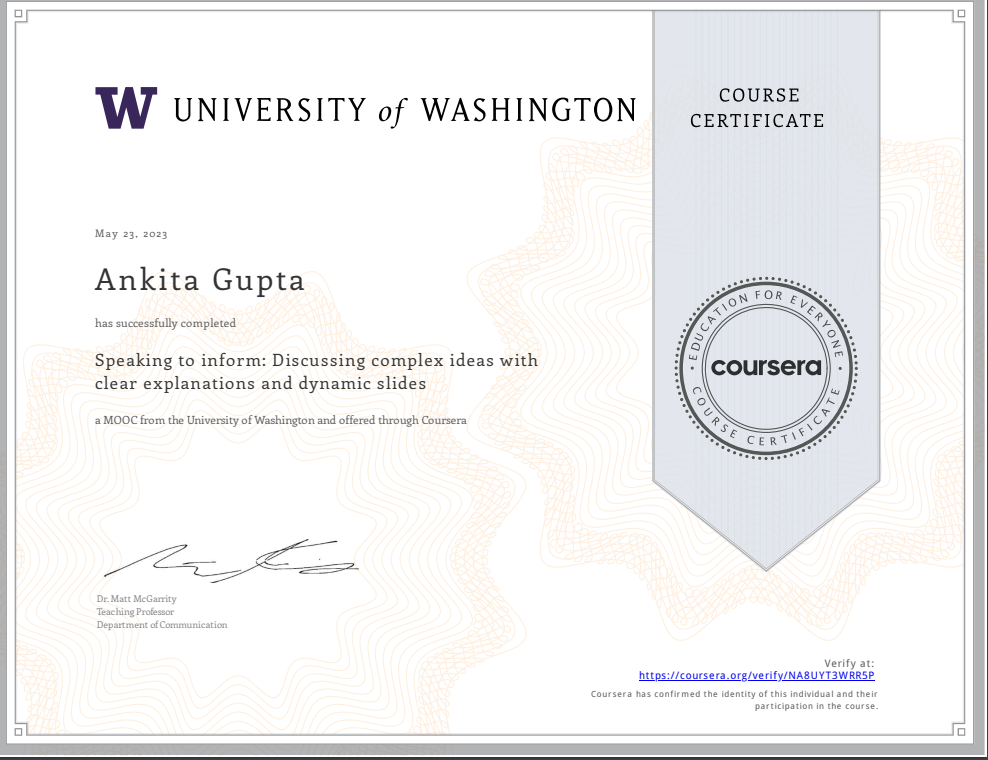 W UNIVERSITY of WASHINGTON
COURSE
CERTIFICATE
May 23, 2023
Ankita Gupta
has successfully completed
Speaking to inform: Discussing complex ideas with
clear explanations and dynamic slides
a MOOC from the University of Washington and offered through Coursera
EDUCATION FOR EVERYONE
coursera
COURSE CERTIFICATE
Dr. Matt McGarrity
Teaching Professor
Department of Communication
Verify at:
https://coursera.org/verify/NA8UYT3WRR5P
Coursera has confirmed the identity of this individual and their
participation in the course.